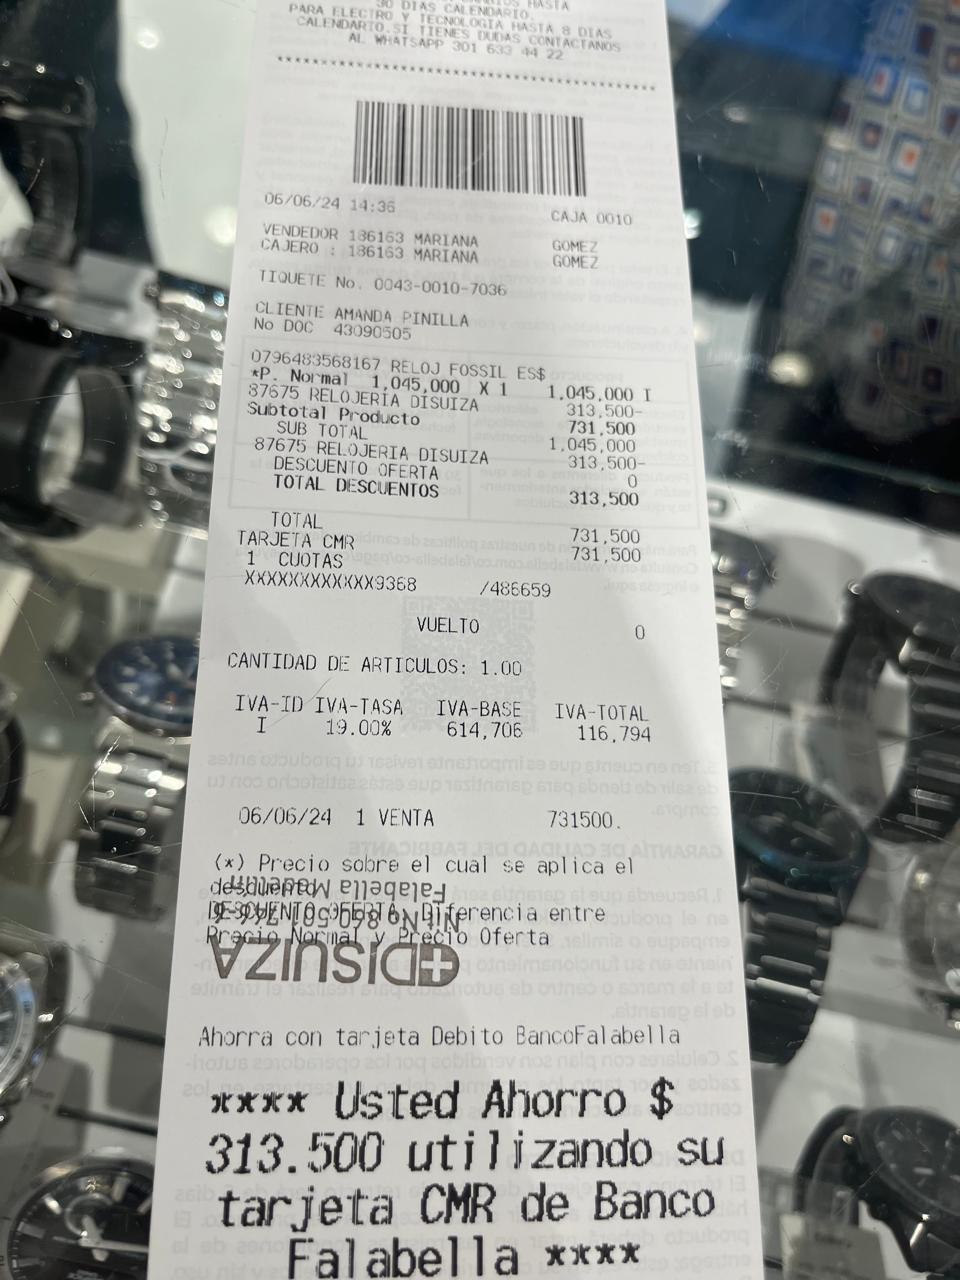 HASTA
30 DIAS CALENDARIO.
PARA ELECTRO Y TECNOLOGIA HASTA 8 DIAS
CALENDARTO.SI TIENES DUDAS CONTACTANOS
AL WHATSAPP 301 633 44 22
06/06/24 14:36 CAJA 0010
VENDEDOR 186163 MARIANA GOMEZ
CAJERO : 186163 MARIANA GOMEZ
TIQUETE No. 0043-0010-7036
CLIENTE AMANDA PINILLA
No DOC 43090505
0796483568167 RELOJ FOSSIL ES$
*P. Normal 1,045,000 X 1 1,045,000 I
87675 RELOJERIA DISUIZA 313,500-
Subtotal Producto 731,500
SUB TOTAL 1,045,000
87675 RELOJERIA DISUIZA 313,500-
DESCUENTO OFERTA 0
TOTAL DESCUENTOS 313,500
TOTAL 731,500
TARJETA CMR 731,500
1 CUOTAS
XXXXXXXXXXXX9368 /486659
VUELTO 0
CANTIDAD DE ARTICULOS: 1.00
IVA-ID IVA-TASA IVA-BASE IVA-TOTAL
I 19.00% 614,706 116,794
06/06/24 1 VENTA 731500.
(*) Precio sobre el cual se aplica el
descuento
Falabella Medellin
DESCUENTO OFERTA: Diferencia entre
Precio Normal y Precio Oferta
DISUIZA
Ahorra con tarjeta Debito BancoFalabella
**** Usted Ahorro $
313.500 utilizando su
tarjeta CMR de Banco
Falabella ****